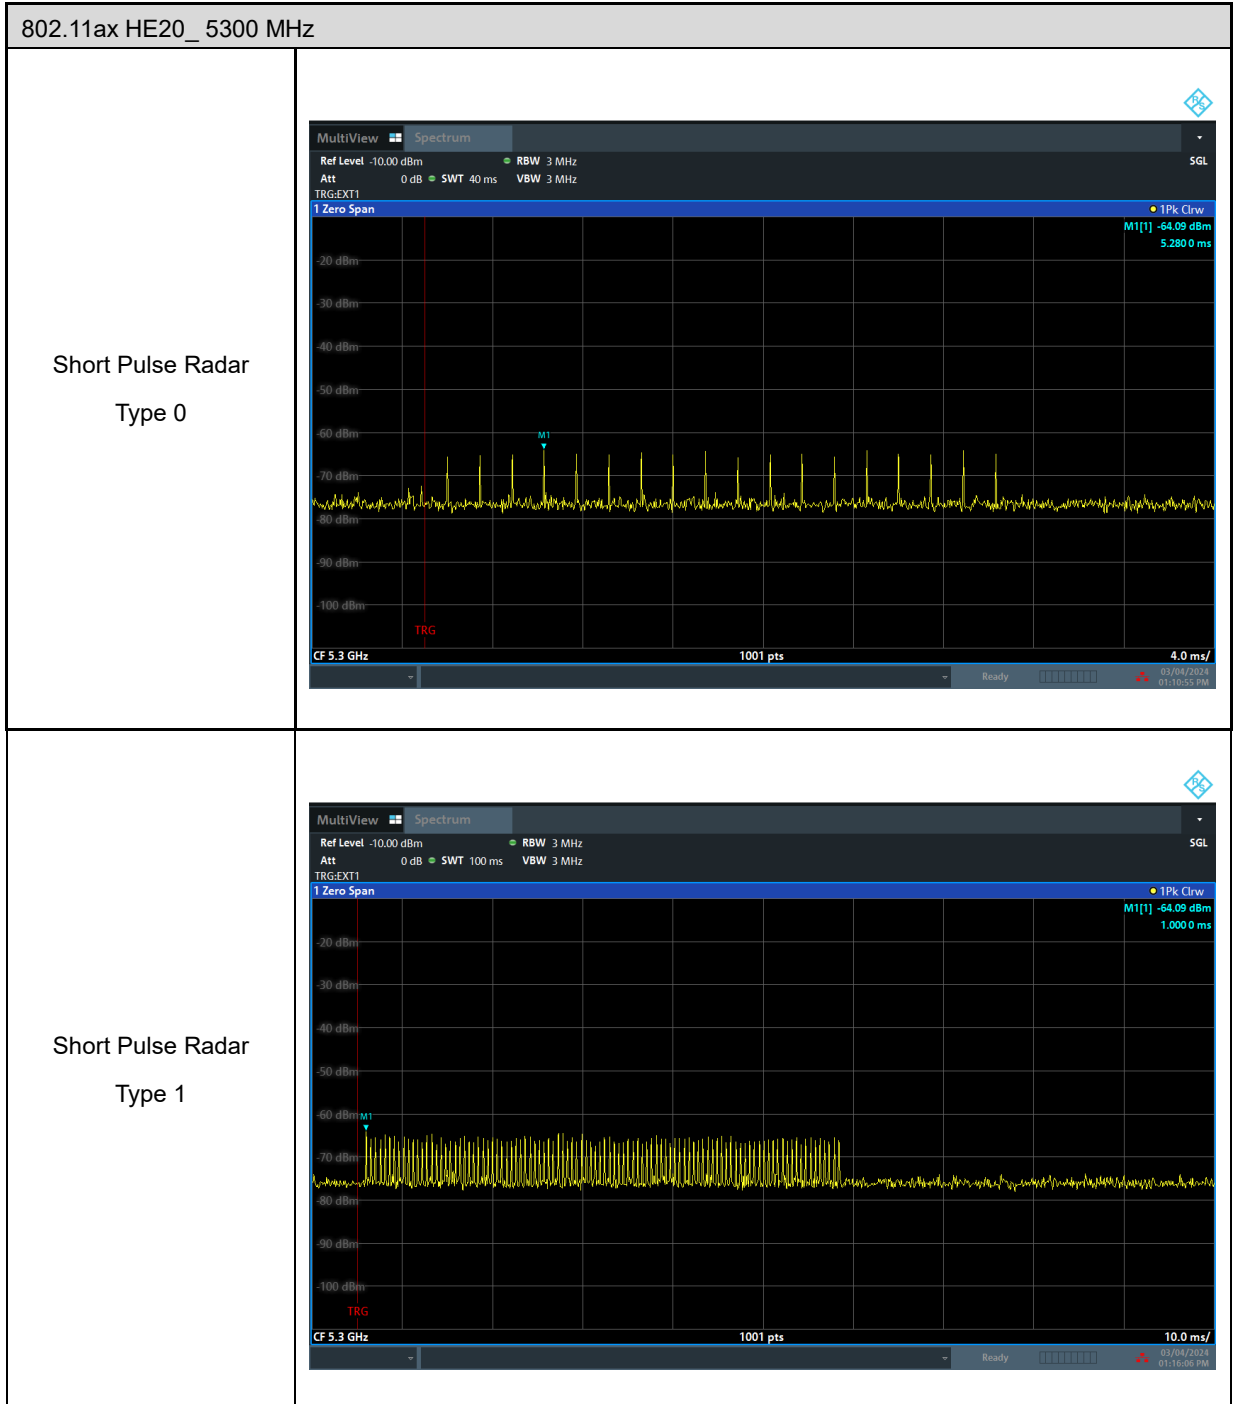 802.11ax HE20_ 5300 MHz
Short Pulse Radar
Type 0
R S
MultiView Spectrum
Ref Level -10.00 dBm RBW 3 MHz SGL
Att 0 dB SWT 40 ms VBW 3 MHz
TRG:EXT1
1 Zero Span 1Pk Clrw
M1[1] -64.09 dBm
5.280 0 ms
-20 dBm
-30 dBm
-40 dBm
-50 dBm
-60 dBm
M1
-70 dBm
-80 dBm
-90 dBm
-100 dBm
TRG
CF 5.3 GHz 1001 pts 4.0 ms/
Ready 03/04/2024
01:10:55 PM
Short Pulse Radar
Type 1
R S
MultiView Spectrum
Ref Level -10.00 dBm RBW 3 MHz SGL
Att 0 dB SWT 100 ms VBW 3 MHz
TRG:EXT1
1 Zero Span 1Pk Clrw
M1[1] -64.09 dBm
1.000 0 ms
-20 dBm
-30 dBm
-40 dBm
-50 dBm
-60 dBm M1
-70 dBm
-80 dBm
-90 dBm
-100 dBm
TRG
CF 5.3 GHz 1001 pts 10.0 ms/
Ready 03/04/2024
01:16:06 PM